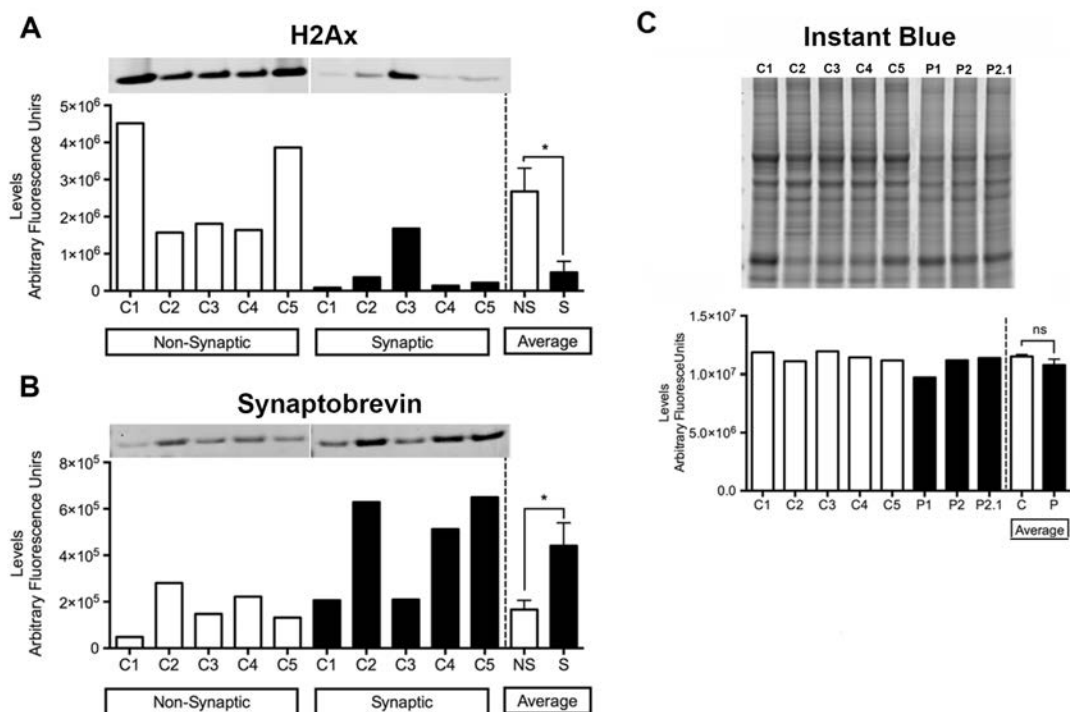 A
H2Ax
5×10⁶
4×10⁶
3×10⁶
2×10⁶
1×10⁶
0
Levels
Arbitrary Fluorescence Unirs
*
C1 C2 C3 C4 C5 C1 C2 C3 C4 C5 NS S
Non-Synaptic Synaptic Average
B
Synaptobrevin
8×10⁵
6×10⁵
4×10⁵
2×10⁵
0
Levels
Arbitrary Fluorescence Unirs
*
C1 C2 C3 C4 C5 C1 C2 C3 C4 C5 NS S
Non-Synaptic Synaptic Average
C
Instant Blue
C1 C2 C3 C4 C5 P1 P2 P2.1
1.5×10⁷
1.0×10⁷
5.0×10⁶
0.0
Levels
Arbitrary FluoresceUnits
ns
C1 C2 C3 C4 C5 P1 P2 P2.1 C P
Average